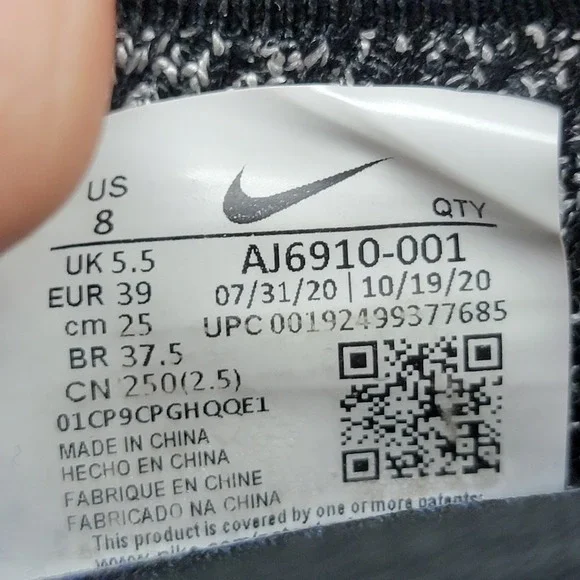 US
8
QTY
UK 5.5
EUR 39
cm 25
BR 37.5
CN 250(2.5)
AJ6910-001
07/31/20 | 10/19/20
UPC 00192499377685
01CP9CPGHQQE1
MADE IN CHINA
HECHO EN CHINA
FABRIQUE EN CHINE
FABRICADO NA CHINA
This product is covered by one or more patents: